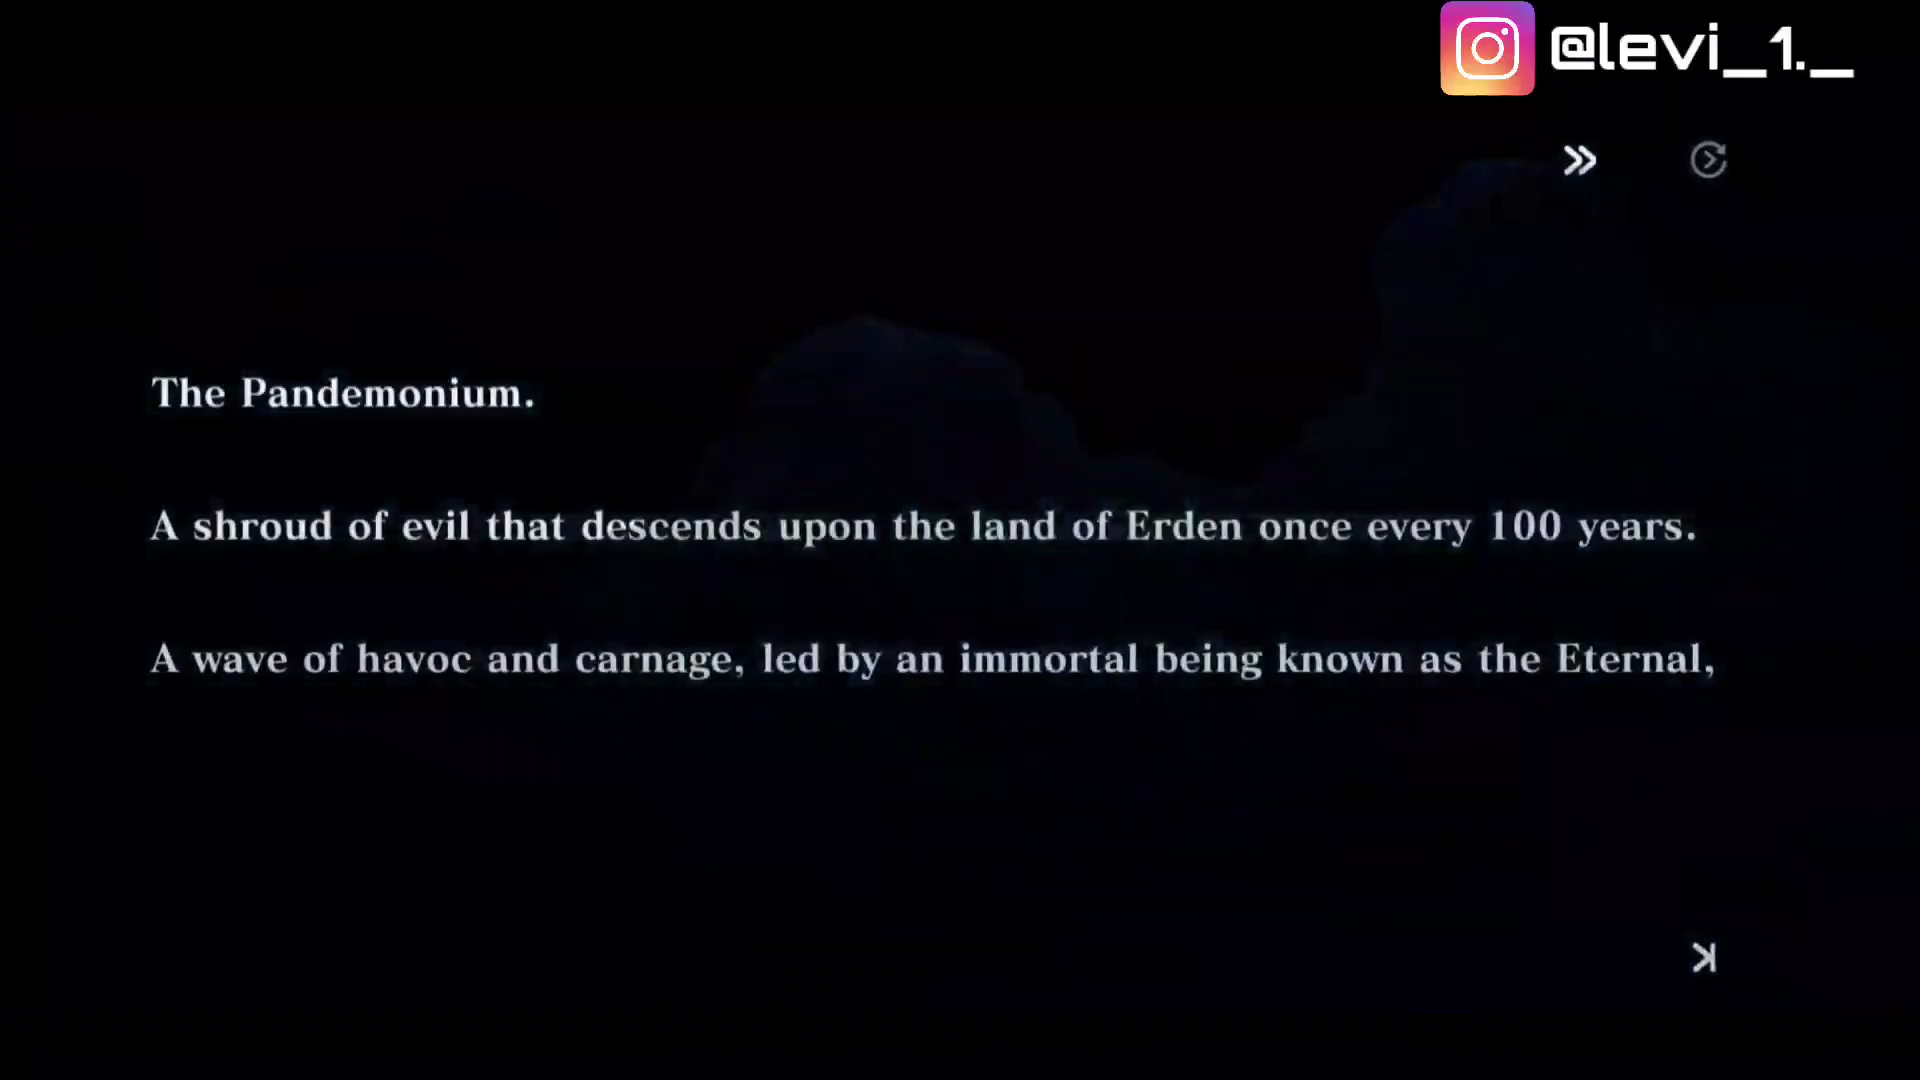 @levi_1._
The Pandemonium.
A shroud of evil that descends upon the land of Erden once every 100 years.
A wave of havoc and carnage, led by an immortal being known as the Eternal,